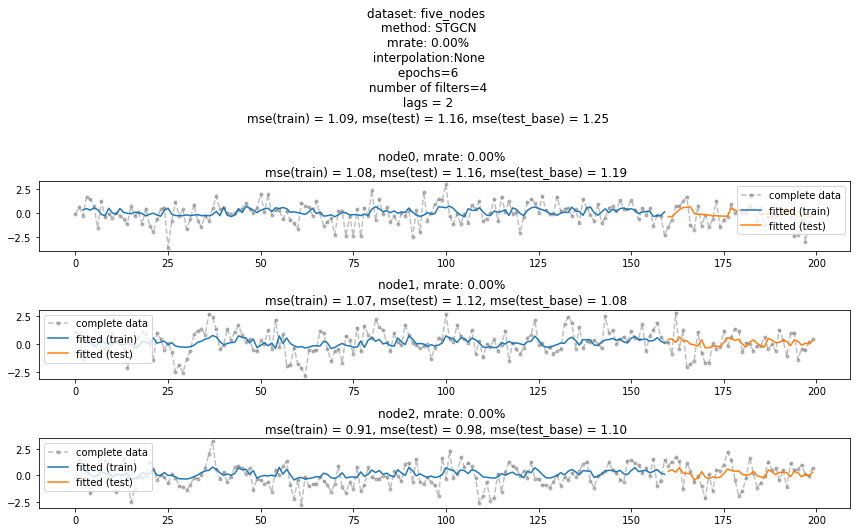 dataset: five_nodes
method: STGCN
mrate: 0.00%
interpolation:None
epochs=6
number of filters=4
lags = 2
mse(train) = 1.09, mse(test) = 1.16, mse(test_base) = 1.25
node0, mrate: 0.00%
mse(train) = 1.08, mse(test) = 1.16, mse(test_base) = 1.19
2.5
0.0
−2.5
complete data
fitted (train)
fitted (test)
0 25 50 75 100 125 150 175 200
node1, mrate: 0.00%
mse(train) = 1.07, mse(test) = 1.12, mse(test_base) = 1.08
2.5
0.0
−2.5
complete data
fitted (train)
fitted (test)
0 25 50 75 100 125 150 175 200
node2, mrate: 0.00%
mse(train) = 0.91, mse(test) = 0.98, mse(test_base) = 1.10
2.5
0.0
−2.5
complete data
fitted (train)
fitted (test)
0 25 50 75 100 125 150 175 200